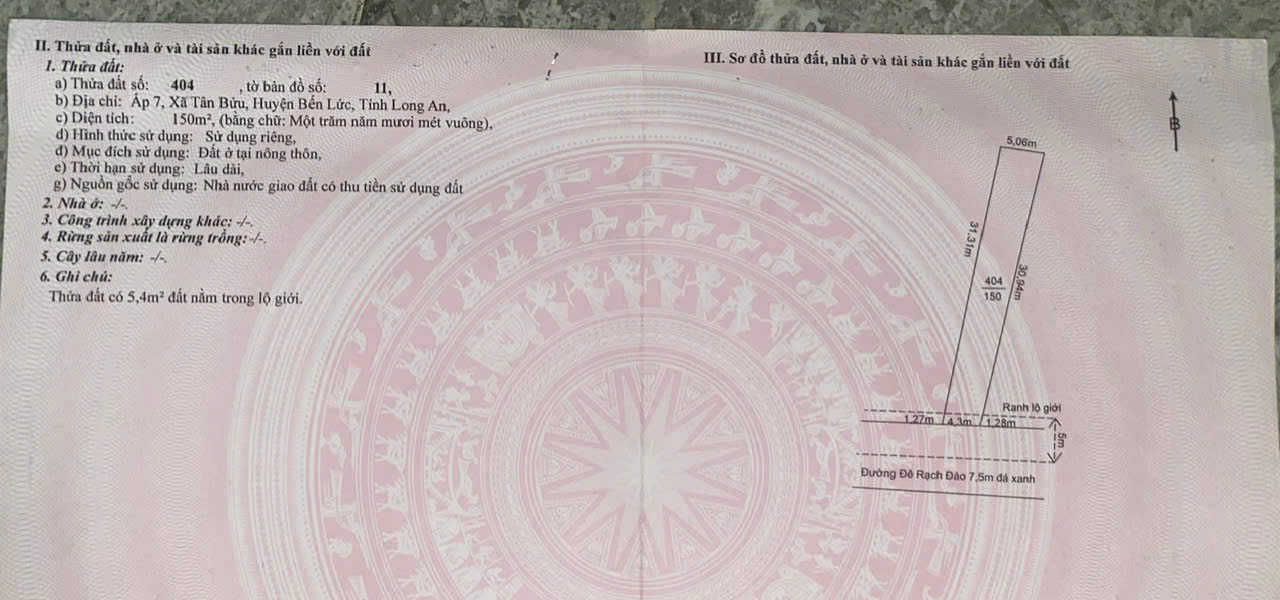 II. Thửa đất, nhà ở và tài sản khác gắn liền với đất
1. Thửa đất:
a) Thửa đất số: 404 , tờ bản đồ số: 11,
b) Địa chỉ: Ấp 7, Xã Tân Bửu, Huyện Bến Lức, Tỉnh Long An,
c) Diện tích: 150m², (bằng chữ: Một trăm năm mươi mét vuông),
d) Hình thức sử dụng: Sử dụng riêng,
đ) Mục đích sử dụng: Đất ở tại nông thôn,
e) Thời hạn sử dụng: Lâu dài,
g) Nguồn gốc sử dụng: Nhà nước giao đất có thu tiền sử dụng đất
2. Nhà ở: -/-.
3. Công trình xây dựng khác: -/-.
4. Rừng sản xuất là rừng trồng: -/-.
5. Cây lâu năm: -/-.
6. Ghi chú:
Thửa đất có 5,4m² đất nằm trong lộ giới.
III. Sơ đồ thửa đất, nhà ở và tài sản khác gắn liền với đất
B
5,06m
31,31m
30,94m
404
150
Ranh lộ giới
1,27m 4,3m 1,28m
5m
Đường Đê Rạch Đào 7,5m đá xanh